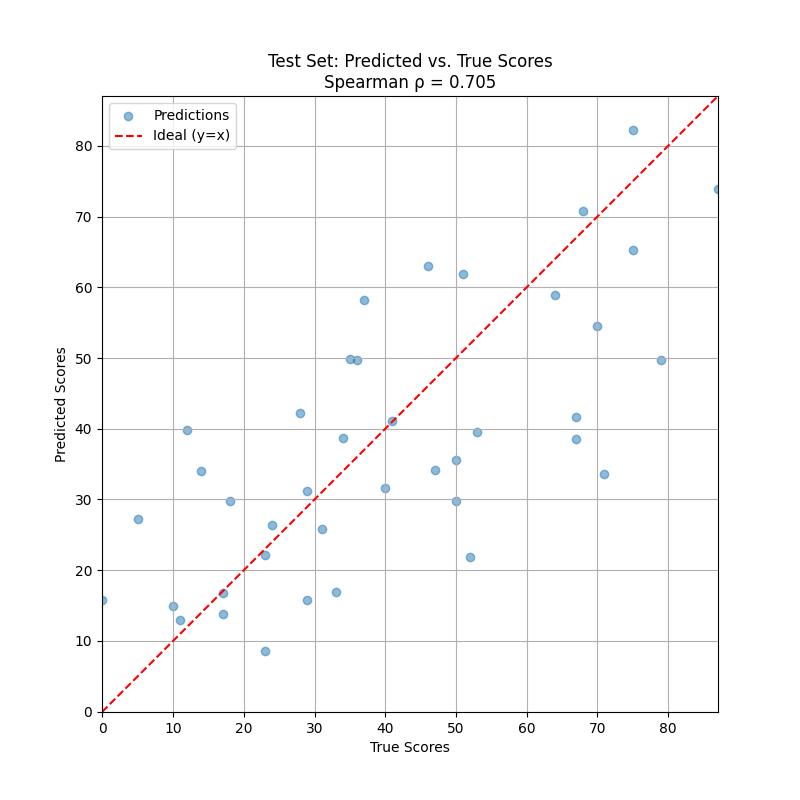 Test Set: Predicted vs. True Scores
Spearman ρ = 0.705
Predictions
Ideal (y=x)
Predicted Scores
80
70
60
50
40
30
20
10
0
0 10 20 30 40 50 60 70 80
True Scores